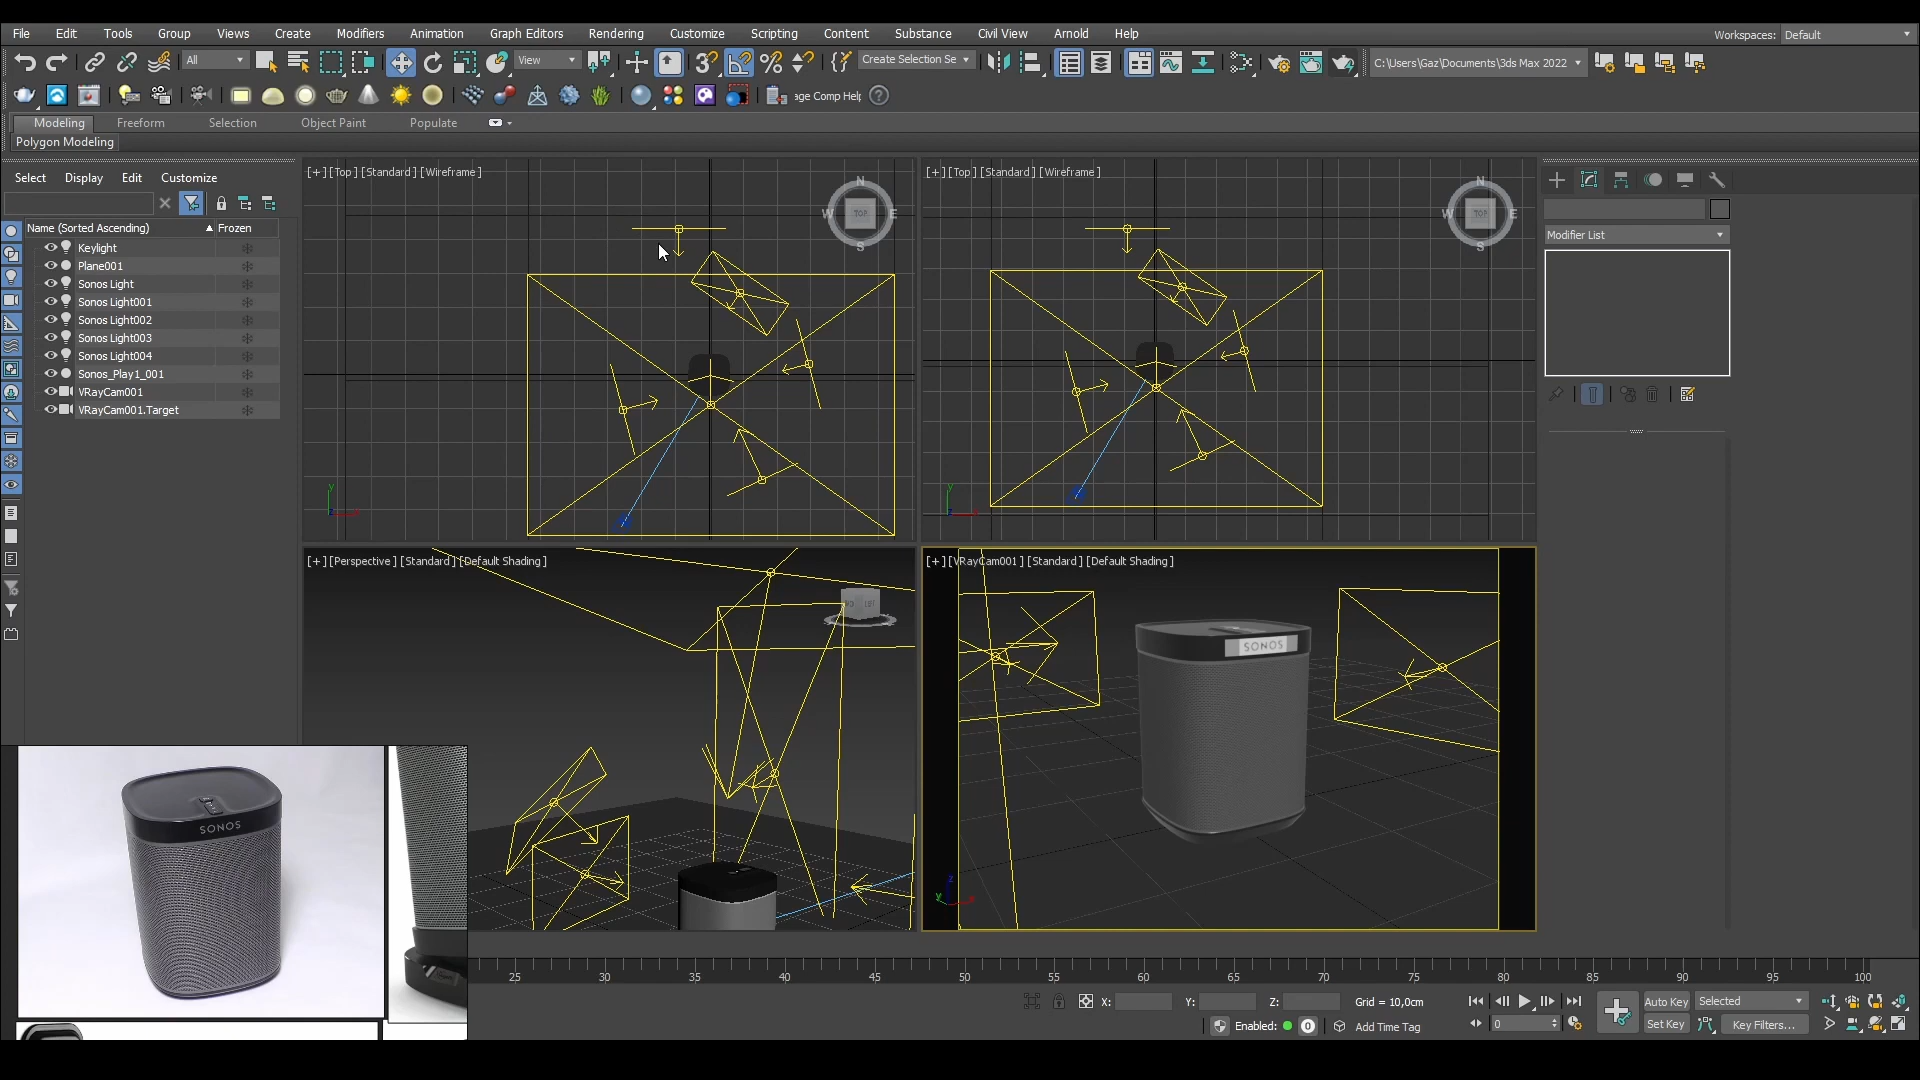 File Edit Tools Group Views Create Modifiers Animation Graph Editors Rendering Customize Scripting Content Substance Civil View Arnold Help
Workspaces: Default
All
View
Create Selection Se
C:\Users\Gaz\Documents\3ds Max 2022
age Comp Help
Modeling Freeform Selection Object Paint Populate
Polygon Modeling
Select Display Edit Customize
Name (Sorted Ascending) Frozen
Keylight
Plane001
Sonos Light
Sonos Light001
Sonos Light002
Sonos Light003
Sonos Light004
Sonos_Play1_001
VRayCam001
VRayCam001.Target
[+] [Top ] [Standard ] [Wireframe ]
N
W TOP E
S
y
[+] [Top ] [Standard ] [Wireframe ]
N
W TOP E
S
y
Modifier List
[+] [Perspective ] [Standard ] [Default Shading ]
[+] [VRayCam001 ] [Standard ] [Default Shading ]
SONOS
z
y
SONOS
25 30 35 40 45 50 55 60 65 70 75 80 85 90 95 100
X: Y: Z: Grid = 10,0cm
Enabled: 0 Add Time Tag
0
Auto Key Selected
Set Key Key Filters...